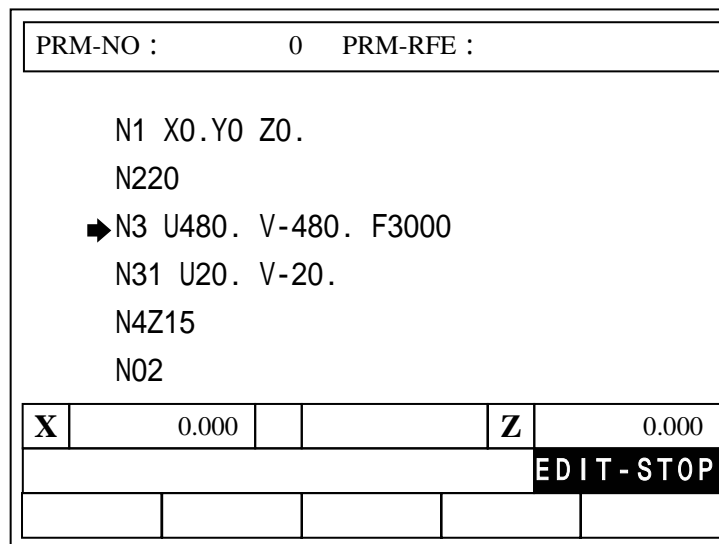 PRM-NO : 0 PRM-RFE :
N1 X0.Y0 Z0.
N220
N3 U480. V-480. F3000
N31 U20. V-20.
N4Z15
N02
X 0.000 Z 0.000
EDIT-STOP